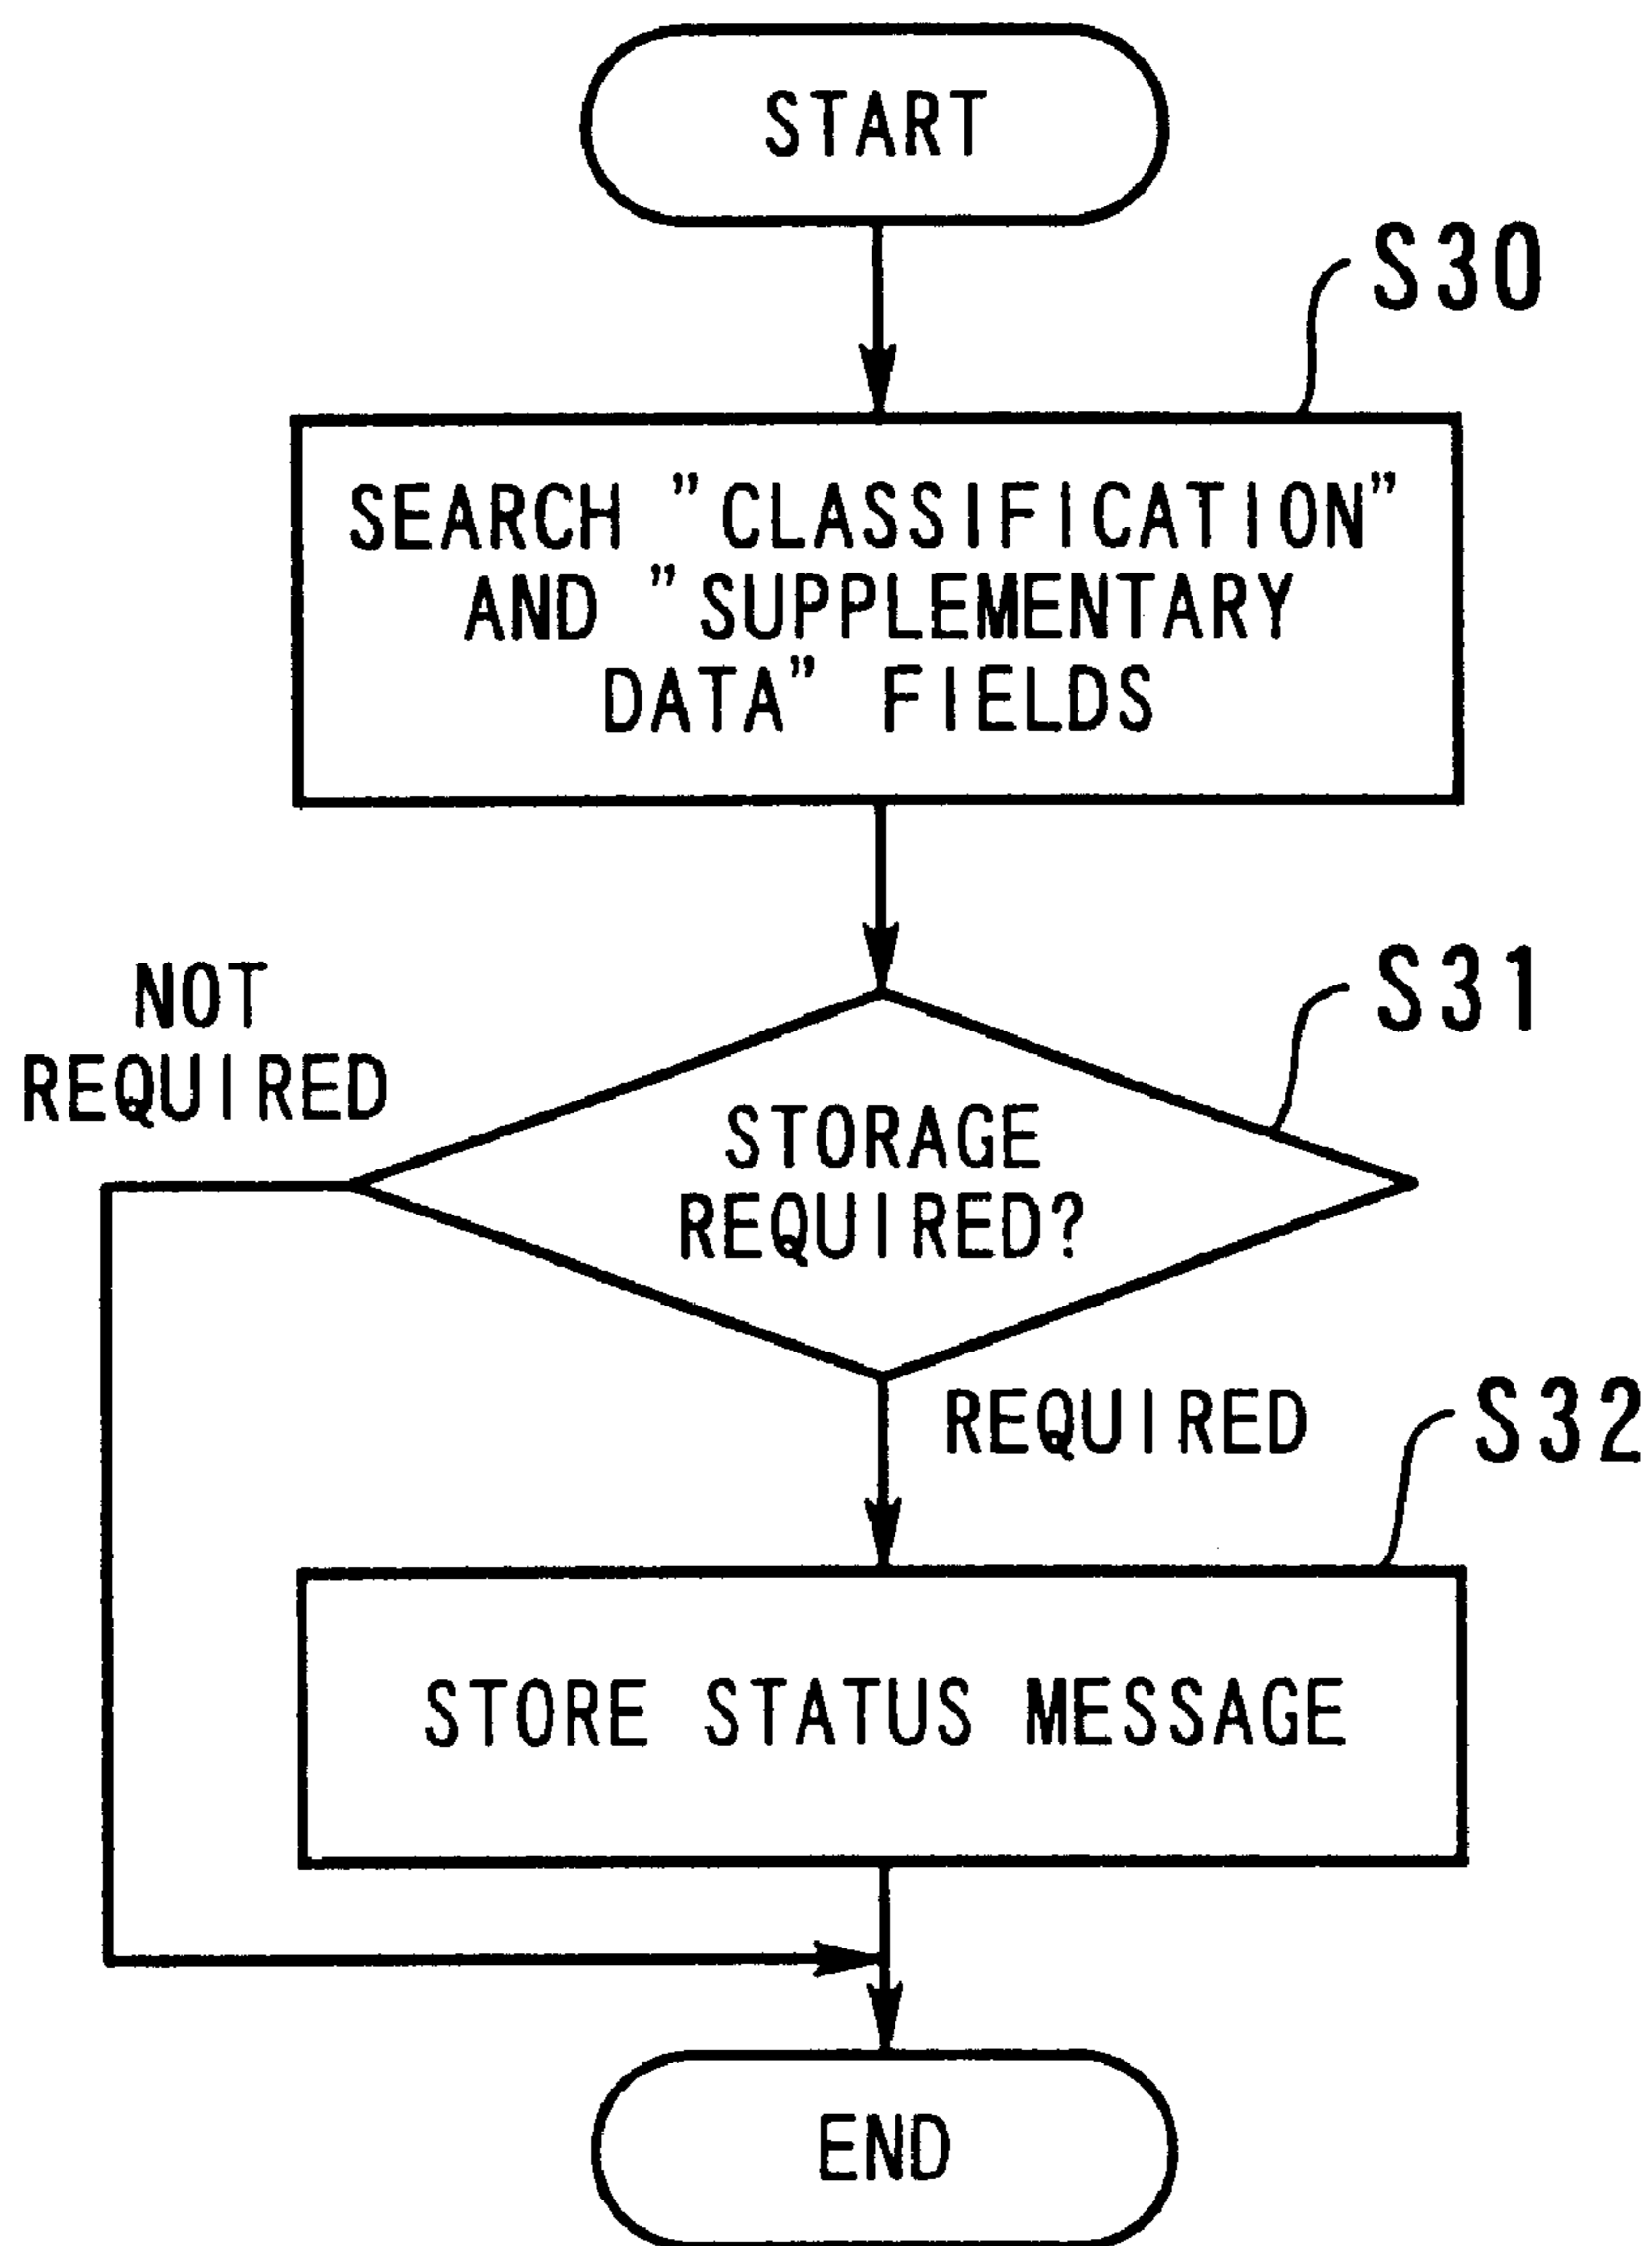 START
S30
SEARCH "CLASSIFICATION"
AND "SUPPLEMENTARY
DATA" FIELDS
NOT
REQUIRED
S31
STORAGE
REQUIRED?
REQUIRED
S32
STORE STATUS MESSAGE
END